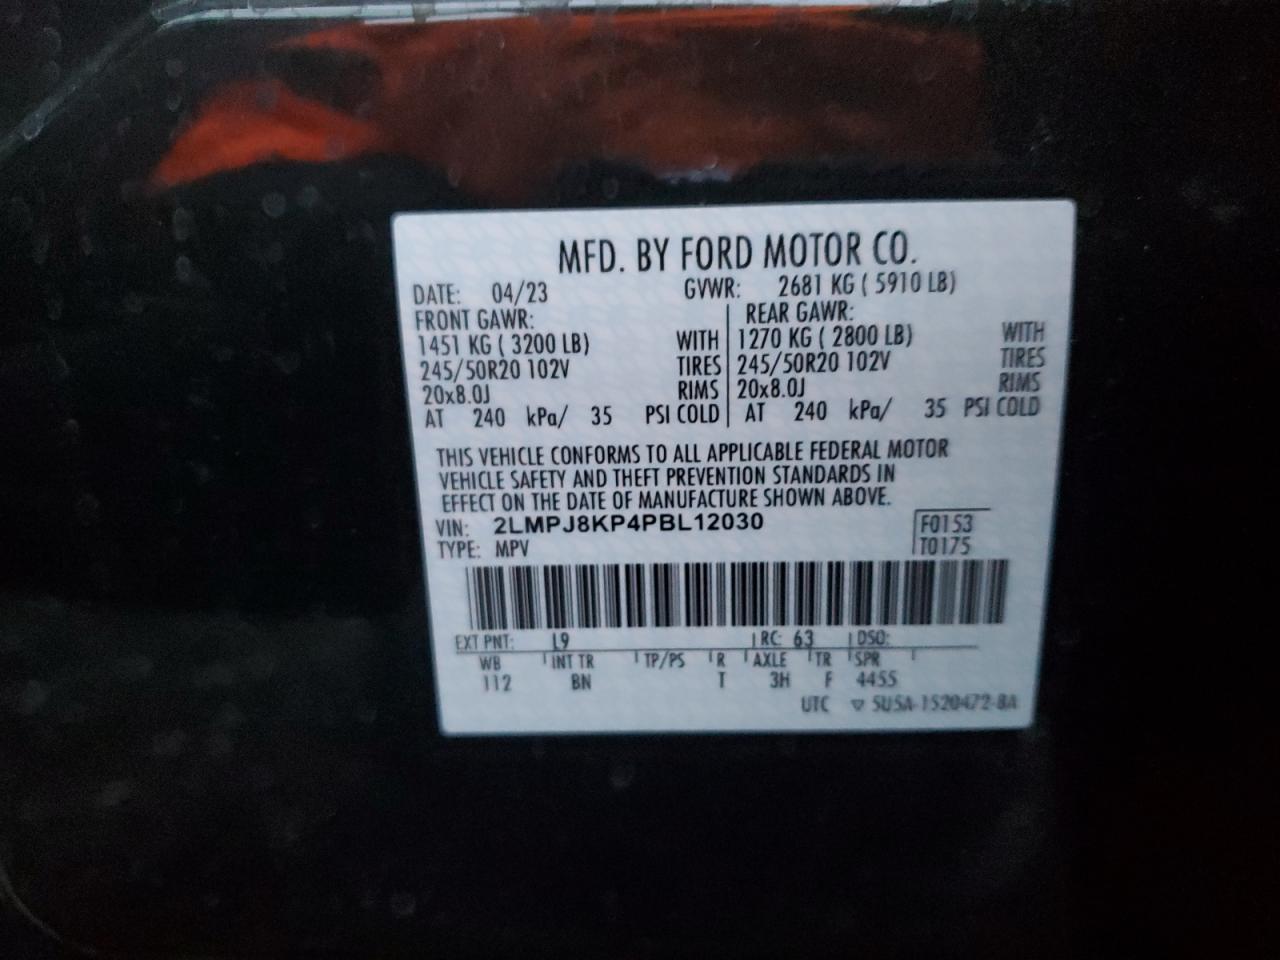 MFD. BY FORD MOTOR CO.
DATE: 04/23 GVWR: 2681 KG ( 5910 LB)
FRONT GAWR: REAR GAWR:
1451 KG ( 3200 LB) WITH 1270 KG ( 2800 LB) WITH
245/50R20 102V TIRES 245/50R20 102V TIRES
20x8.0J RIMS 20x8.0J RIMS
AT 240 kPa/ 35 PSI COLD AT 240 kPa/ 35 PSI COLD
THIS VEHICLE CONFORMS TO ALL APPLICABLE FEDERAL MOTOR
VEHICLE SAFETY AND THEFT PREVENTION STANDARDS IN
EFFECT ON THE DATE OF MANUFACTURE SHOWN ABOVE.
VIN: 2LMPJ8KP4PBL12030 F0153
TYPE: MPV T0175
EXT PNT: L9 RC: 63 DSO:
WB INT TR TP/PS R AXLE TR SPR
112 BN T 3H F 4455
UTC ▽ 5U5A-1520472-BA